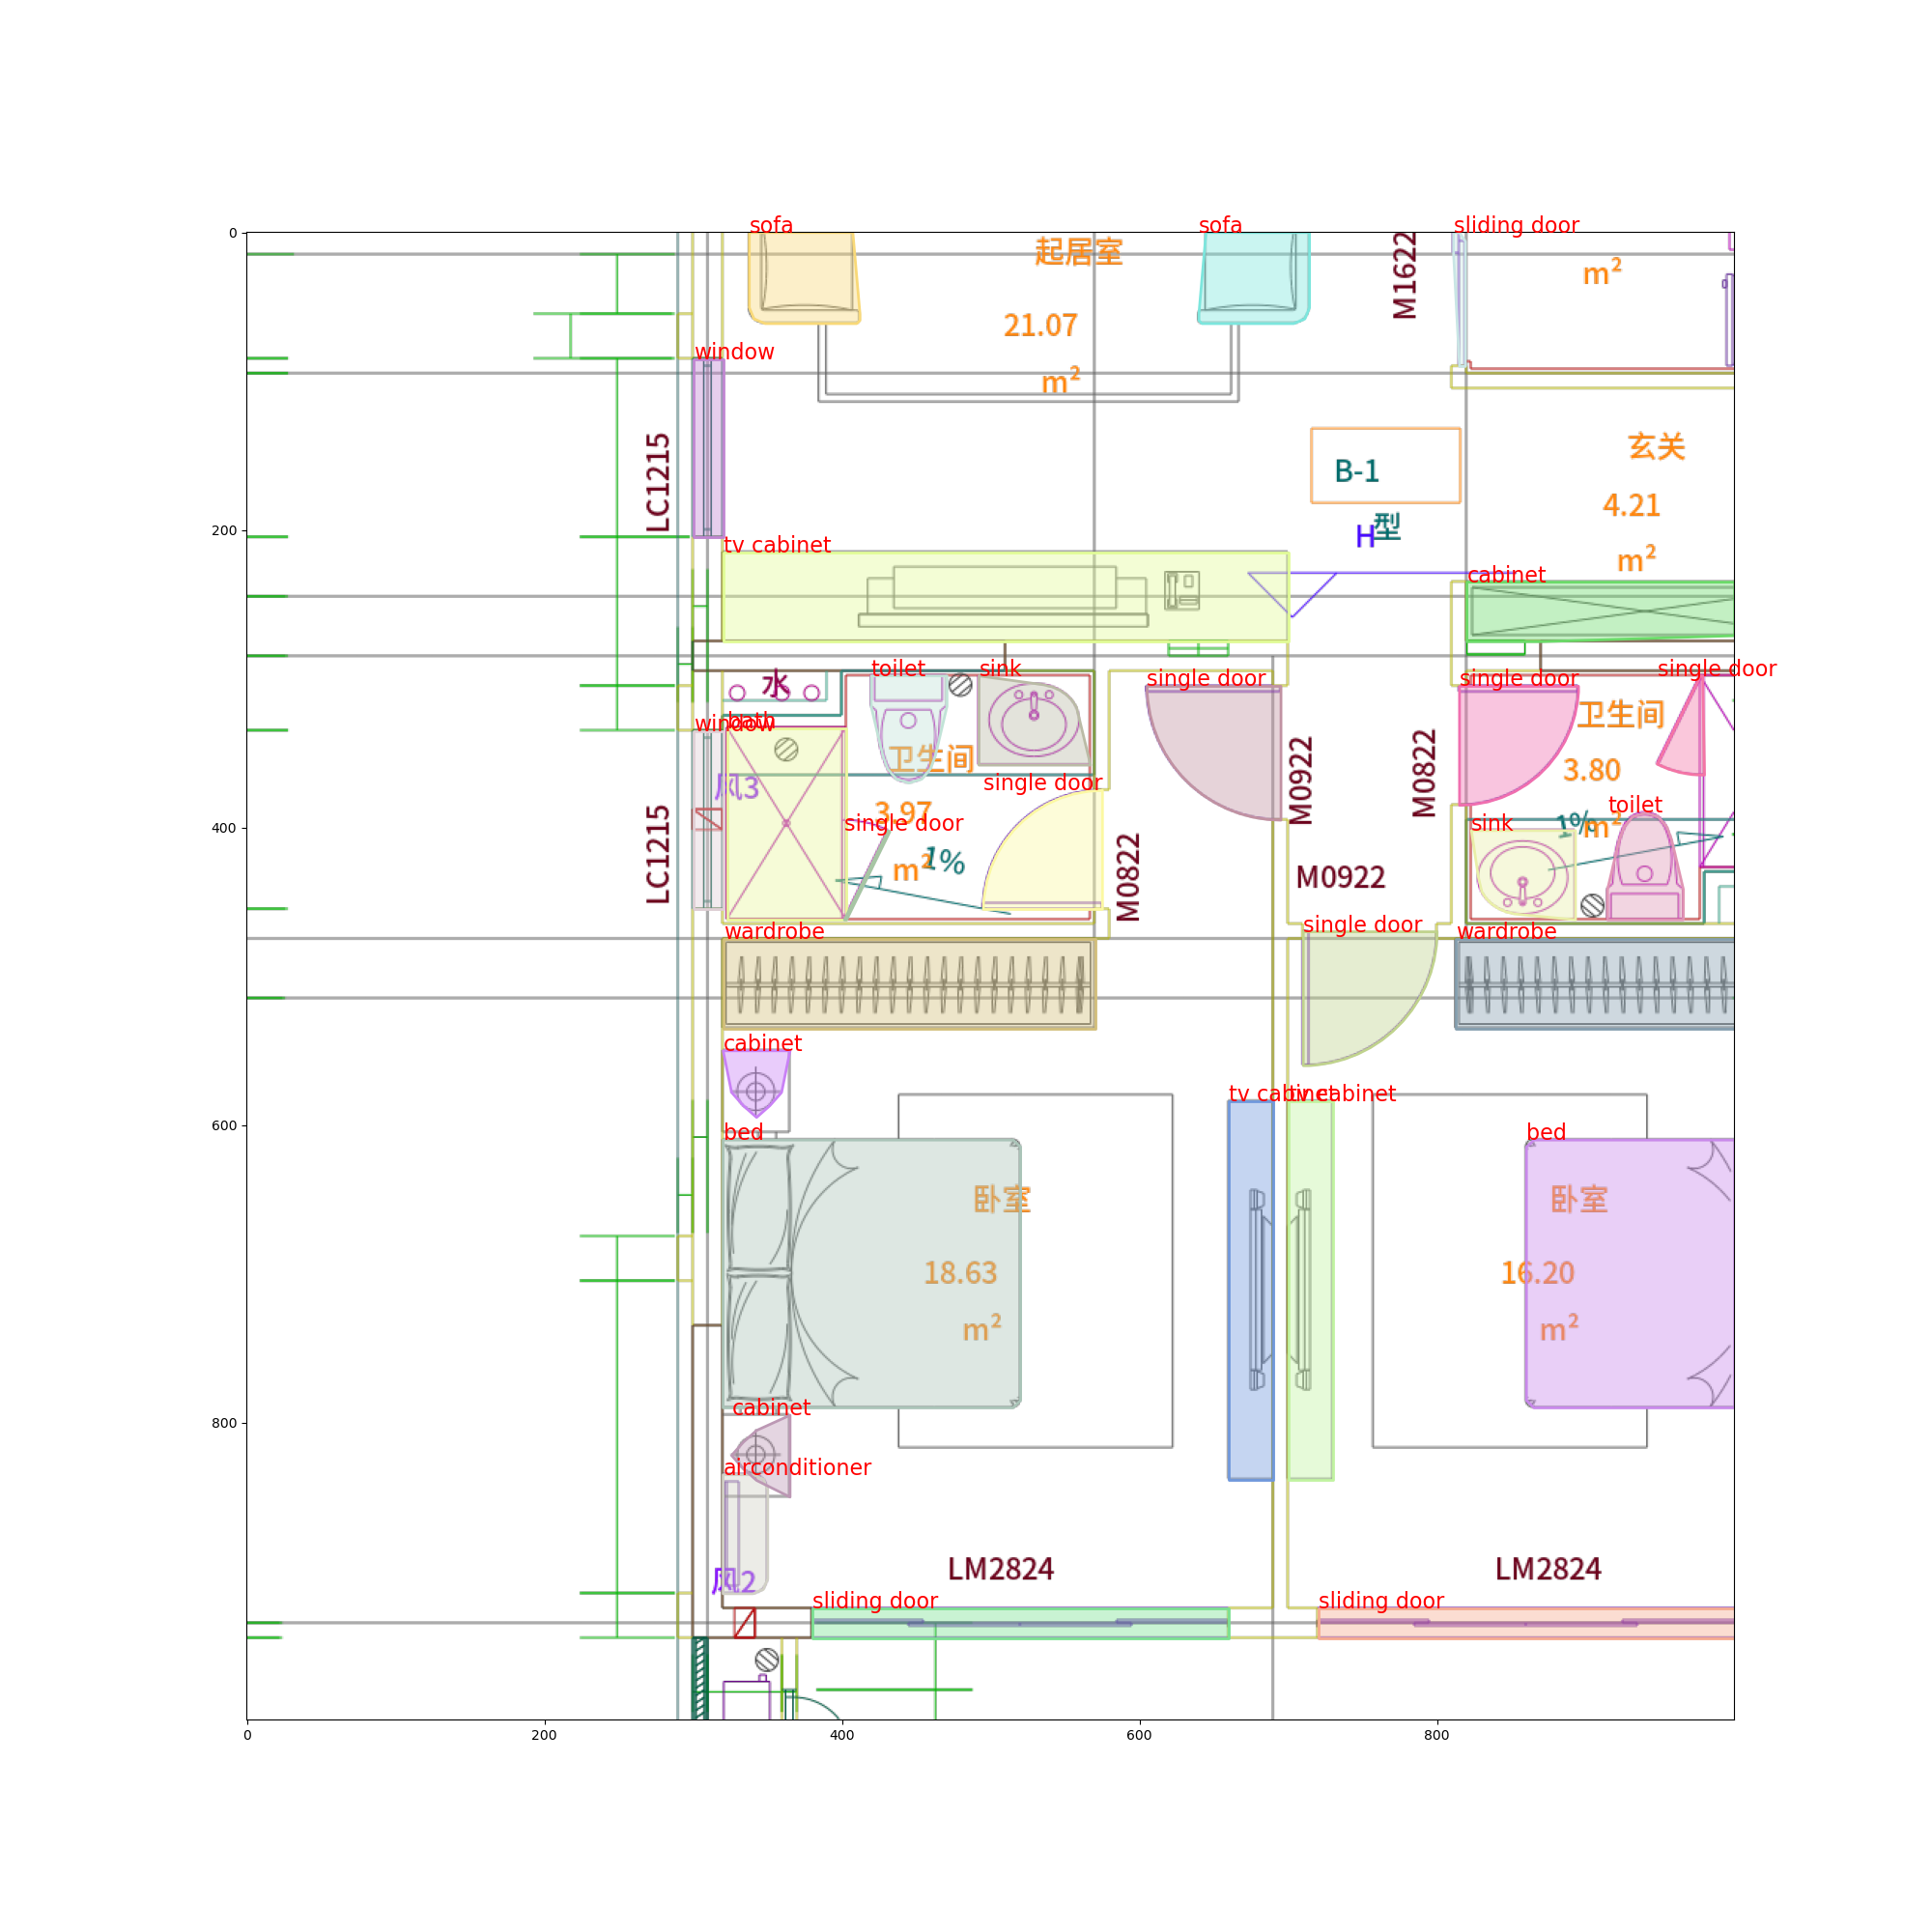 sofa
sofa
sliding door
0
起居室
M1622
m²
21.07
window
m²
LC1215
玄关
B-1
4.21
200
型
H
tv cabinet
m²
cabinet
toilet
sink
single door
single door
single door
水
window
bath
卫生间
卫生间
风3
single door
M0922
M0822
3.80
400
LC1215
3.97
single door
toilet
1%
m²
sink
m²
1%
M0822
M0922
wardrobe
single door
wardrobe
cabinet
tv cabinet
tv cabinet
600
bed
bed
卧室
卧室
18.63
16.20
m²
m²
800
cabinet
airconditioner
风2
LM2824
LM2824
sliding door
sliding door
0
200
400
600
800